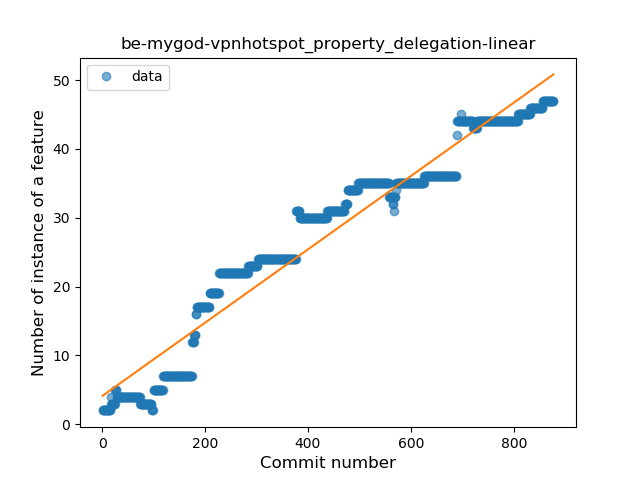 be-mygod-vpnhotspot_property_delegation-linear
data
Number of instance of a feature
50
40
30
20
10
0
0 200 400 600 800
Commit number